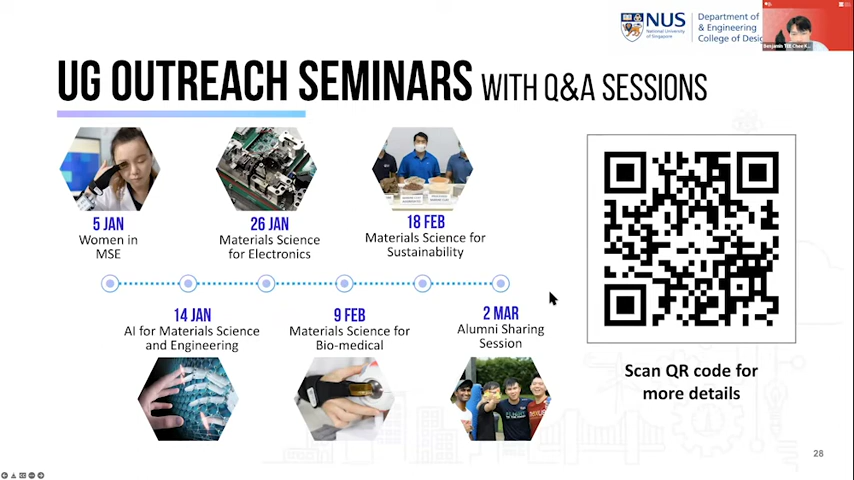 NUS
National University
of Singapore
Department of
& Engineering
College of Desi
Benjamin TEE Chee K...
UG OUTREACH SEMINARS WITH Q&A SESSIONS
5 JAN
Women in
MSE
26 JAN
Materials Science
for Electronics
18 FEB
Materials Science for
Sustainability
14 JAN
AI for Materials Science
and Engineering
9 FEB
Materials Science for
Bio-medical
2 MAR
Alumni Sharing
Session
Scan QR code for
more details
28